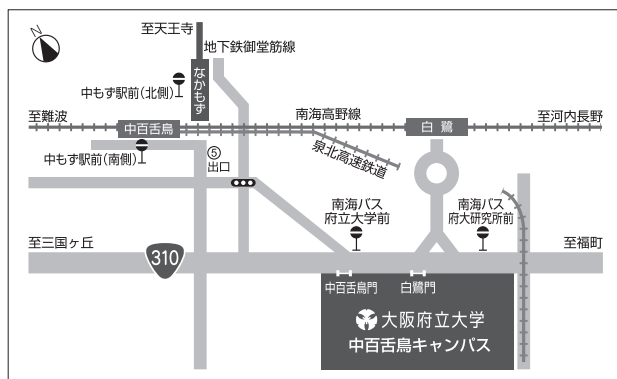 N
至天王寺
地下鉄御堂筋線
なかもず
中もず駅前(北側)
至難波
中百舌鳥
南海高野線
白鷺
至河内長野
中もず駅前(南側)
⑤
出口
泉北高速鉄道
南海バス
府立大学前
南海バス
府大研究所前
至三国ヶ丘
310
至福町
中百舌鳥門
白鷺門
大阪府立大学
中百舌鳥キャンパス